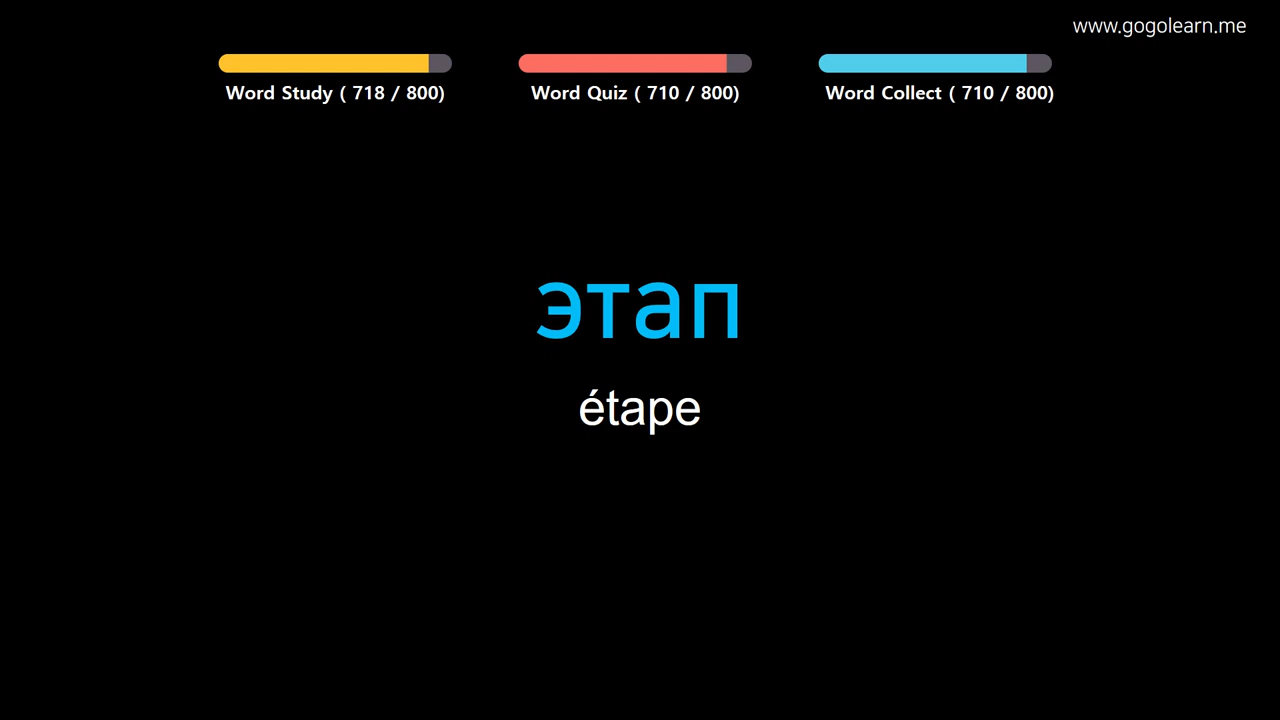 www.gogolearn.me
Word Study ( 718 / 800)
Word Quiz ( 710 / 800)
Word Collect ( 710 / 800)
этап
étape